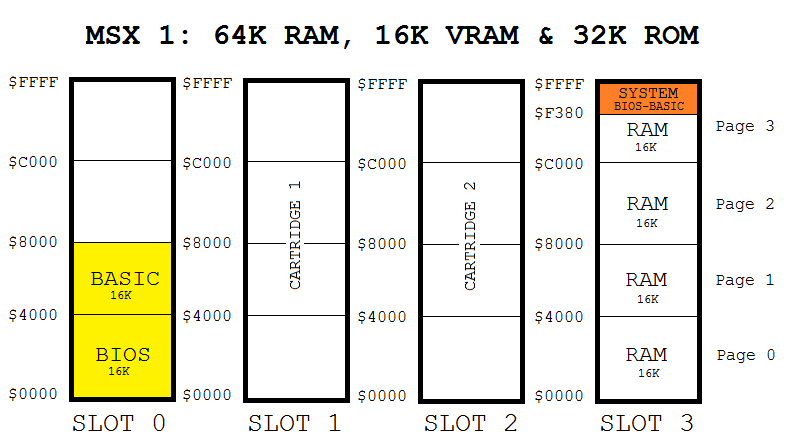 MSX 1: 64K RAM, 16K VRAM & 32K ROM
$FFFF
$C000
$8000
BASIC
16K
$4000
BIOS
16K
$0000
SLOT 0
$FFFF
$C000
CARTRIDGE 1
$8000
$4000
$0000
SLOT 1
$FFFF
$C000
CARTRIDGE 2
$8000
$4000
$0000
SLOT 2
$FFFF
SYSTEM
BIOS-BASIC
$F380
RAM
16K
Page 3
$C000
RAM
16K
Page 2
$8000
RAM
16K
Page 1
$4000
RAM
16K
Page 0
$0000
SLOT 3